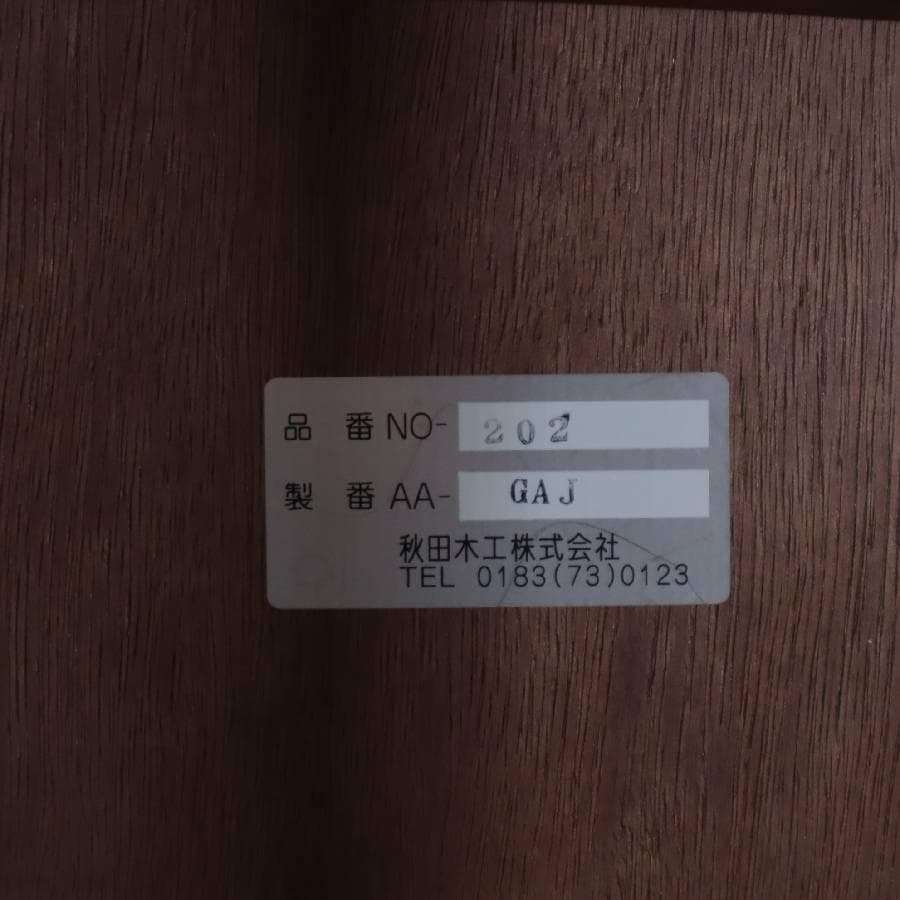 品 番 NO- 202
製 番 AA- GAJ
秋田木工株式会社
TEL 0183(73)0123